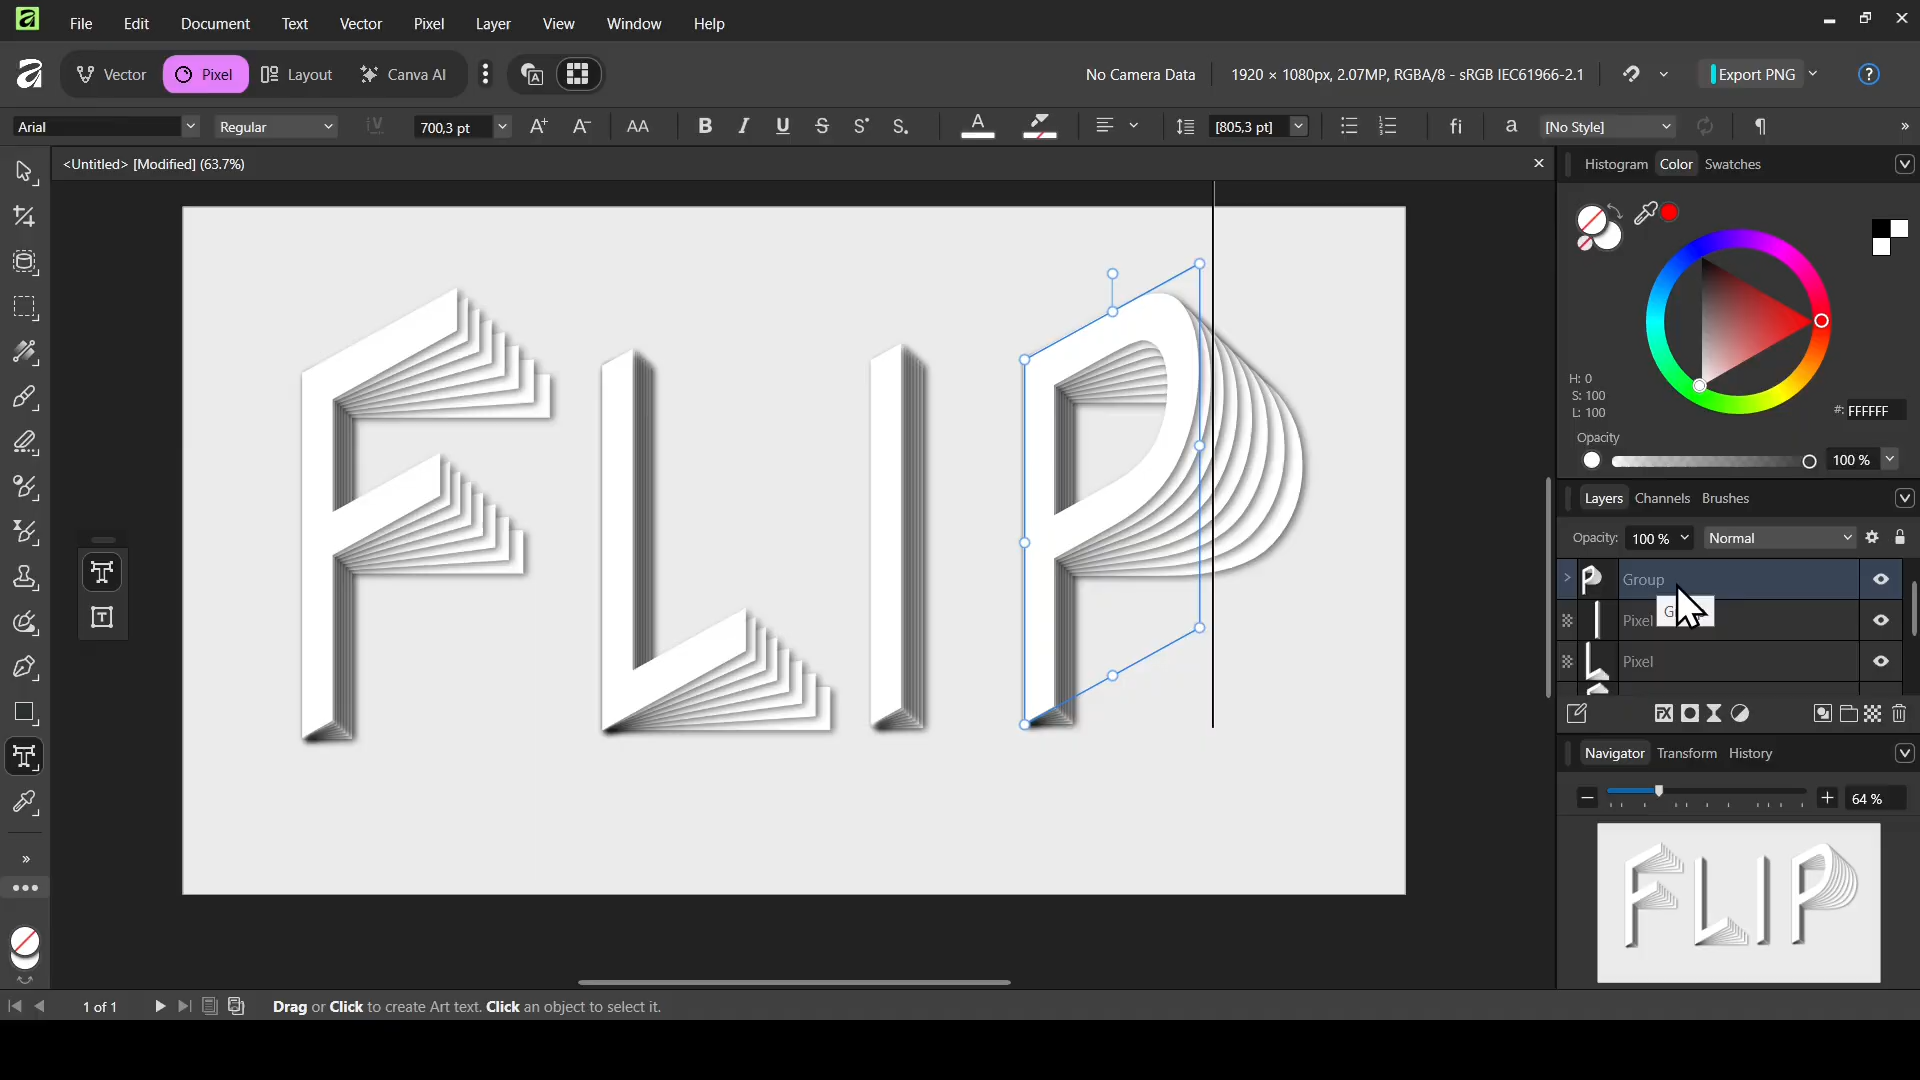 File Edit Document Text Vector Pixel Layer View Window Help
Vector Pixel Layout Canva AI No Camera Data 1920 × 1080px, 2.07MP, RGBA/8 - sRGB IEC61966-2.1 Export PNG ?
Arial Regular 700,3 pt A+ A- AA B I U S S S. A [805,3 pt] fi a [No Style] ¶ »
<Untitled> [Modified] (63.7%)
Histogram Color Swatches
FLIP
H: 0
S: 100
L: 100
#: FFFFFF
Opacity
100 %
Layers Channels Brushes
Opacity: 100 % Normal
Group
Pixel
Pixel
Navigator Transform History
64 %
FLIP
1 of 1 Drag or Click to create Art text. Click an object to select it.